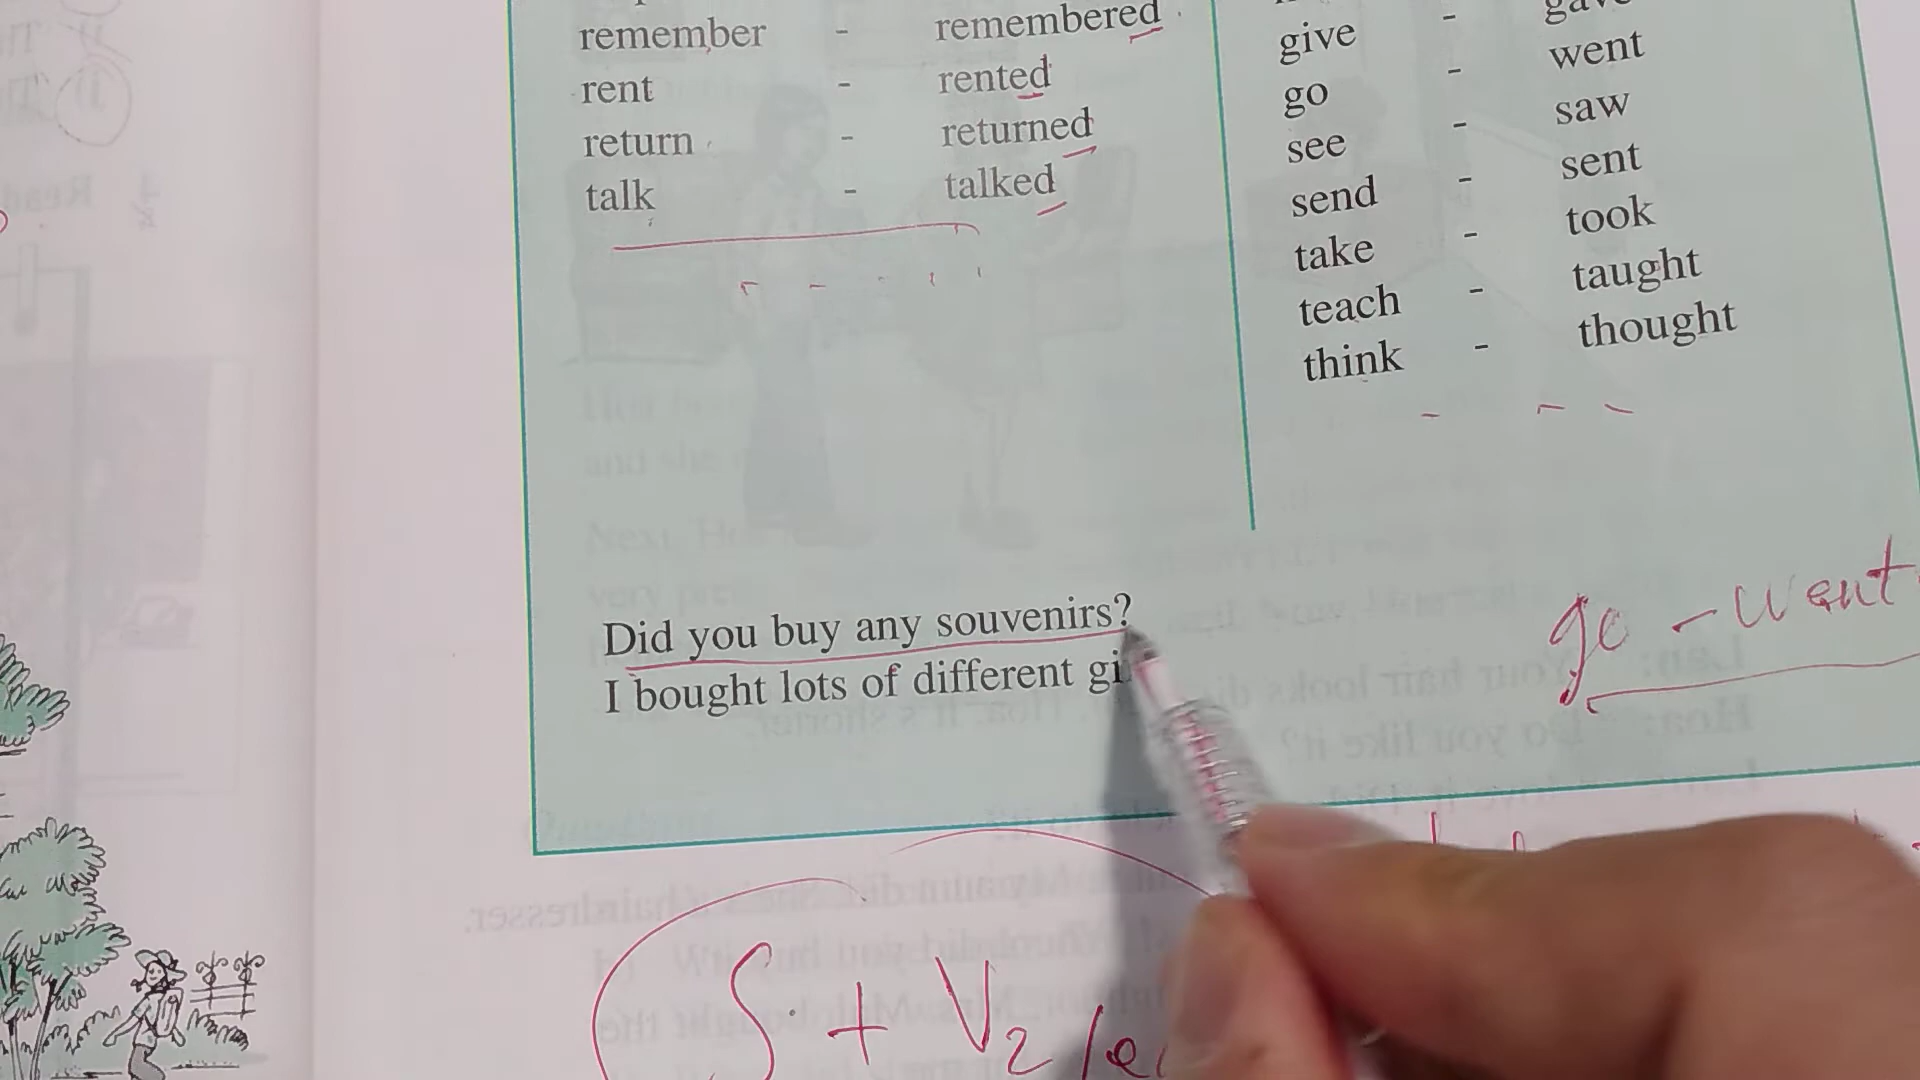 remember - remembered
rent - rented
return - returned
talk - talked
give - gave
go - went
see - saw
send - sent
take - took
teach - taught
think - thought
Did you buy any souvenirs?
I bought lots of different
go - went
S + V2/ed